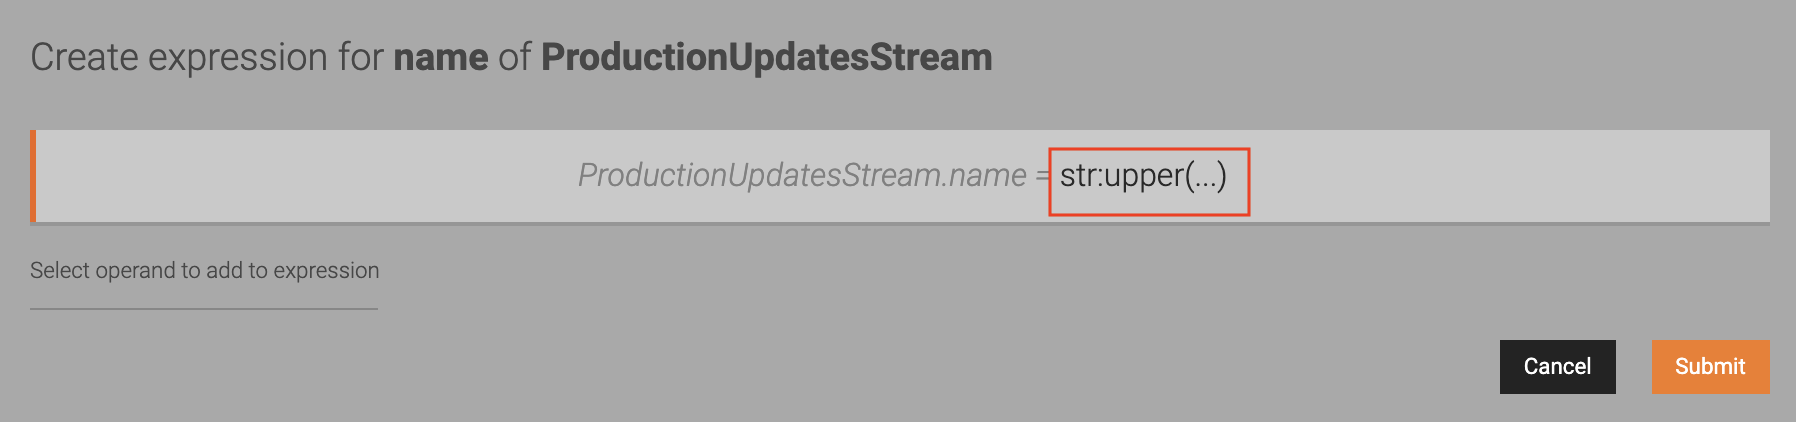 Create expression for name of ProductionUpdatesStream
ProductionUpdatesStream.name = str:upper(...)
Select operand to add to expression
Cancel Submit